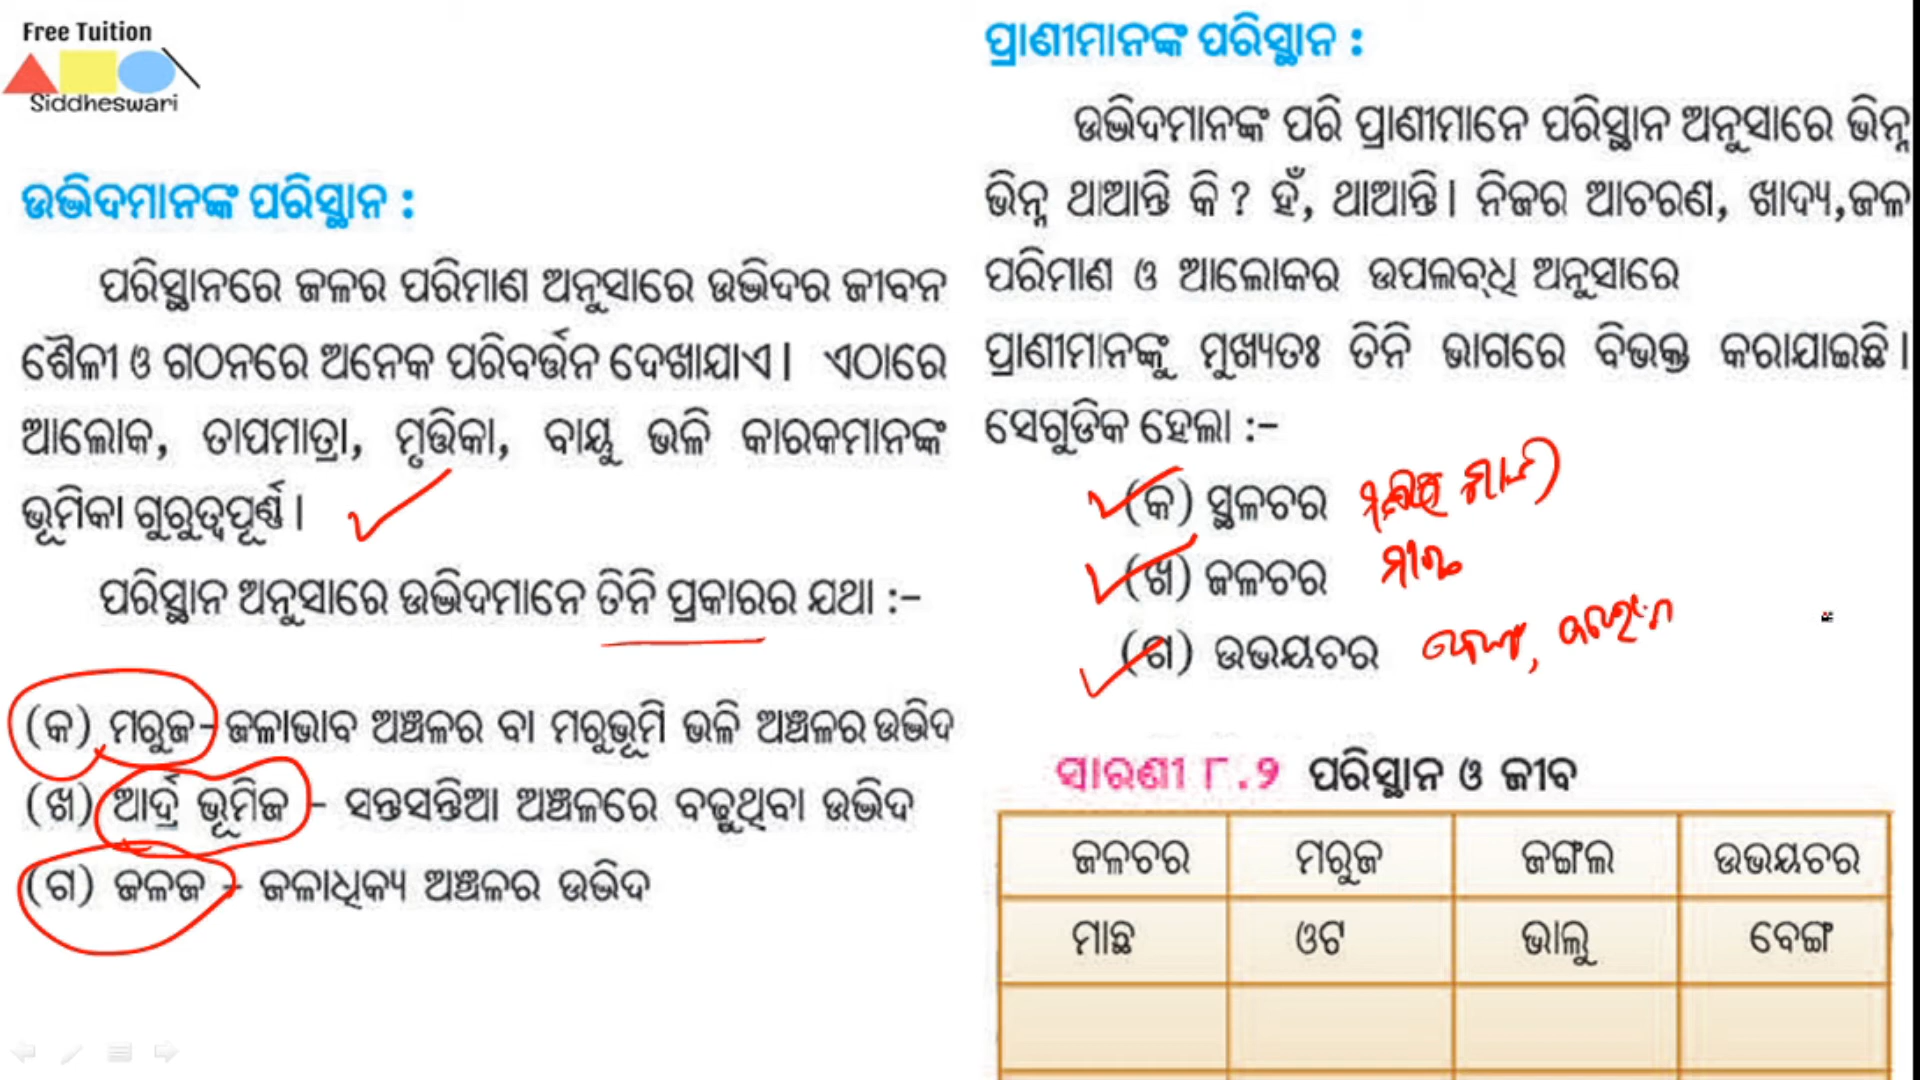 Free Tuition
Siddheswari
ଉଦ୍ଭିଦମାନଙ୍କ ପରିସ୍ଥାନ :
ପରିସ୍ଥାନରେ ଜଳର ପରିମାଣ ଅନୁସାରେ ଉଦ୍ଭିଦର ଜୀବନ
ଶୈଳୀ ଓ ଗଠନରେ ଅନେକ ପରିବର୍ତ୍ତନ ଦେଖାଯାଏ। ଏଠାରେ
ଆଲୋକ, ତାପମାତ୍ରା, ମୃତ୍ତିକା, ବାୟୁ ଭଳି କାରକମାନଙ୍କ
ଭୂମିକା ଗୁରୁତ୍ୱପୂର୍ଣ୍ଣ।
ପରିସ୍ଥାନ ଅନୁସାରେ ଉଦ୍ଭିଦମାନେ ତିନି ପ୍ରକାରର ଯଥା :-
(କ) ମରୁଜ- ଜଳାଭାବ ଅଞ୍ଚଳର ବା ମରୁଭୂମି ଭଳି ଅଞ୍ଚଳର ଉଦ୍ଭିଦ
(ଖ) ଆର୍ଦ୍ର ଭୂମିଜ - ସନ୍ତସନ୍ତିଆ ଅଞ୍ଚଳରେ ବଢୁଥିବା ଉଦ୍ଭିଦ
(ଗ) ଜଳଜ - ଜଳାଧିକ୍ୟ ଅଞ୍ଚଳର ଉଦ୍ଭିଦ
ପ୍ରାଣୀମାନଙ୍କ ପରିସ୍ଥାନ :
ଉଦ୍ଭିଦମାନଙ୍କ ପରି ପ୍ରାଣୀମାନେ ପରିସ୍ଥାନ ଅନୁସାରେ ଭିନ୍ନ
ଭିନ୍ନ ଥାଆନ୍ତି କି ? ହଁ, ଥାଆନ୍ତି। ନିଜର ଆଚରଣ, ଖାଦ୍ୟ,ଜଳ
ପରିମାଣ ଓ ଆଲୋକର ଉପଲବ୍ଧି ଅନୁସାରେ
ପ୍ରାଣୀମାନଙ୍କୁ ମୁଖ୍ୟତଃ ତିନି ଭାଗରେ ବିଭକ୍ତ କରାଯାଇଛି।
ସେଗୁଡିକ ହେଲା :-
(କ) ସ୍ଥଳଚର
(ଖ) ଜଳଚର
(ଗ) ଉଭୟଚର
ସାରଣୀ ୮.୨ ପରିସ୍ଥାନ ଓ ଜୀବ
ଜଳଚର ମରୁଜ ଜଙ୍ଗଲ ଉଭୟଚର
ମାଛ ଓଟ ଭାଲୁ ବେଙ୍ଗ